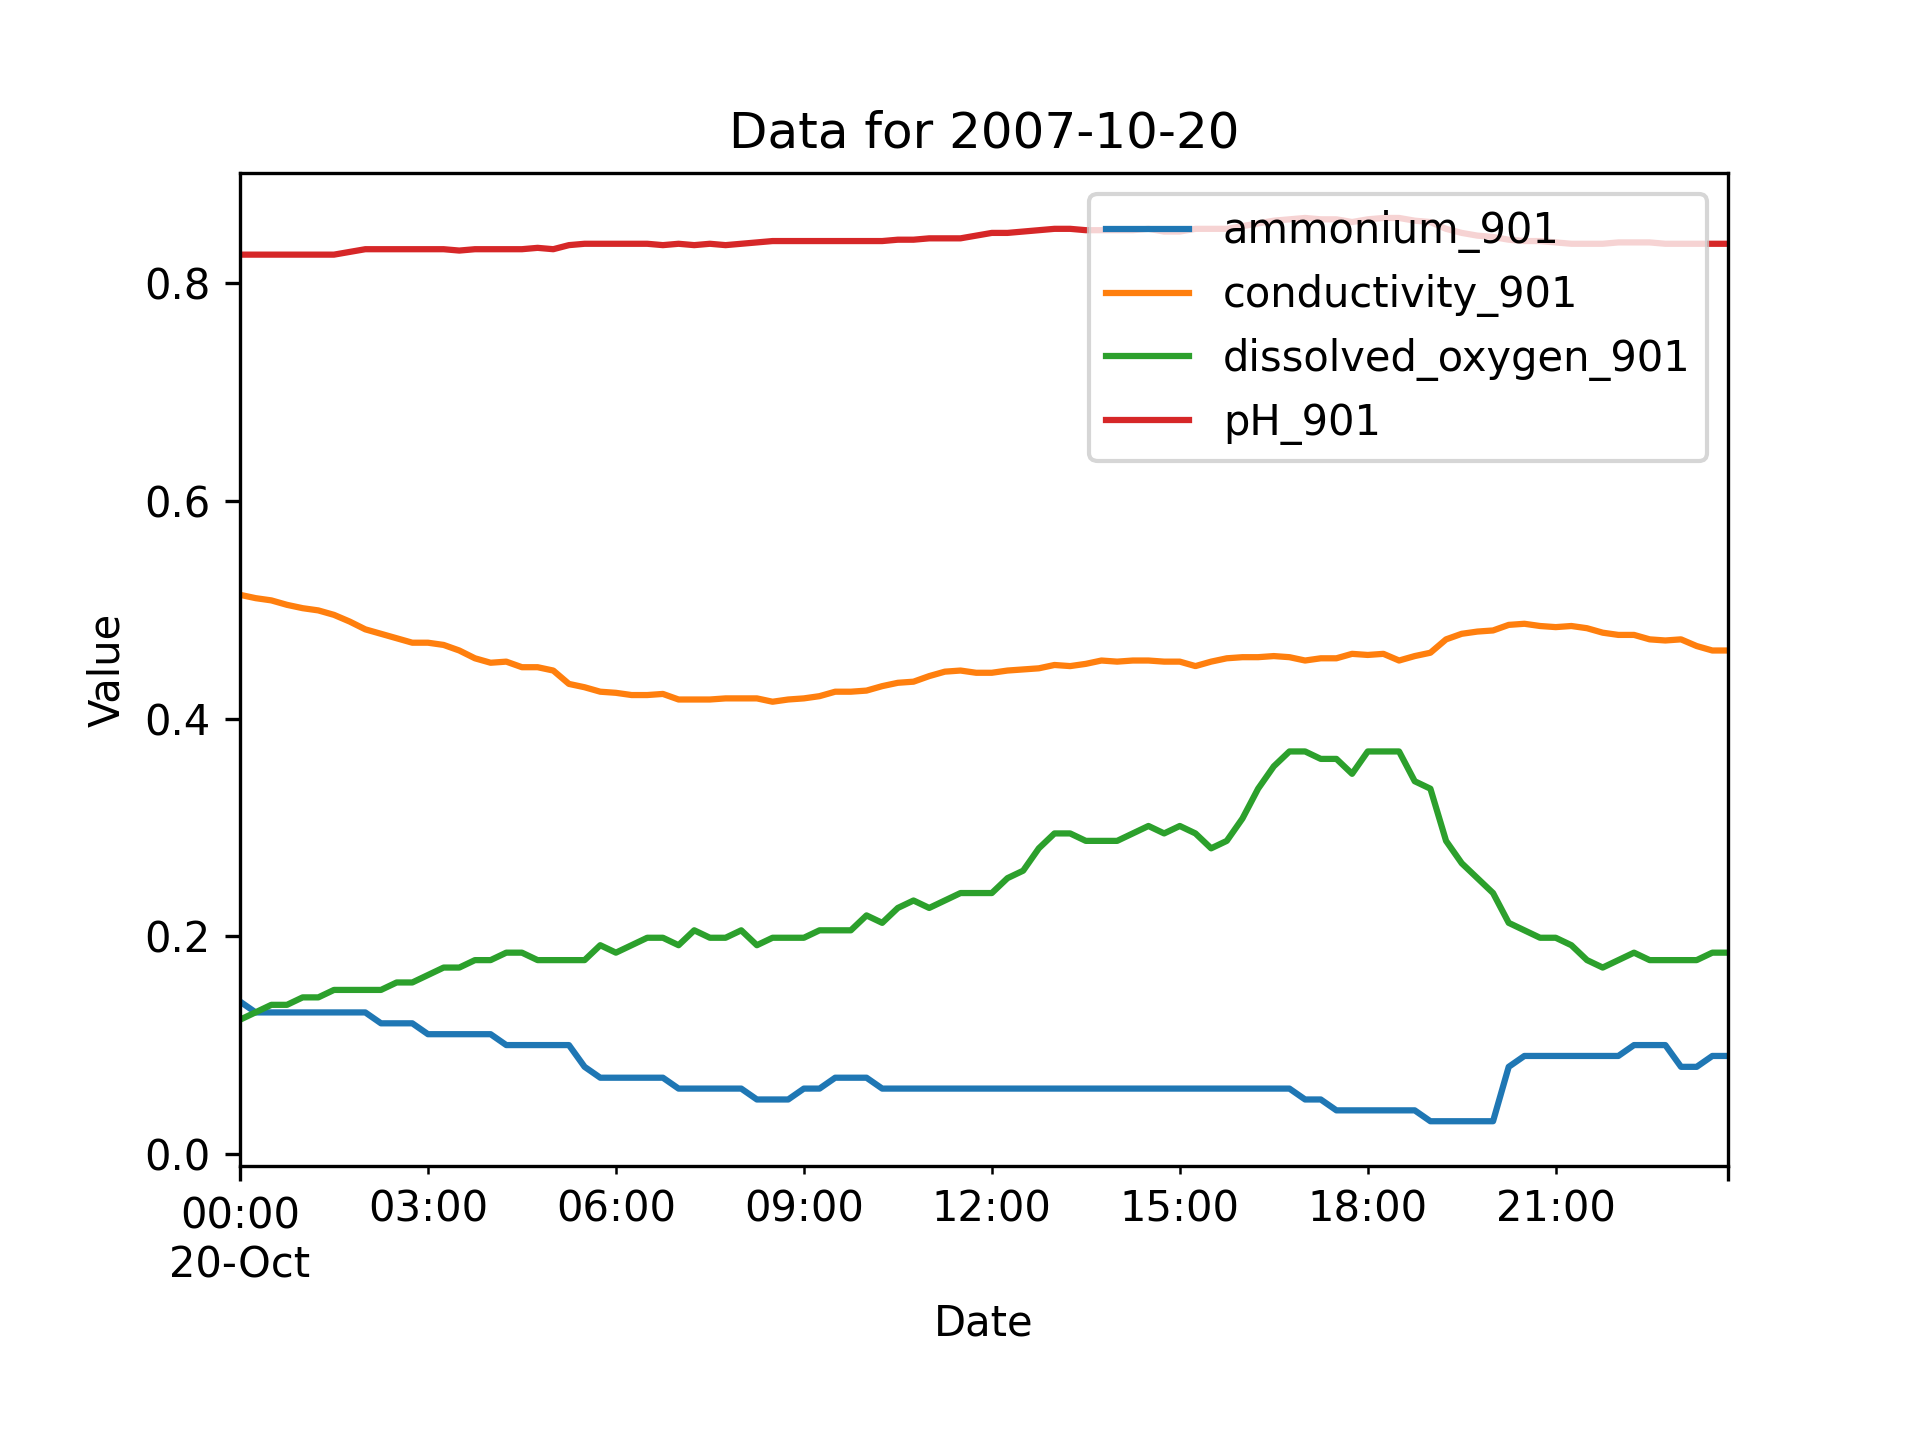 Data for 2007-10-20
ammonium_901
conductivity_901
dissolved_oxygen_901
pH_901
Value
0.8
0.6
0.4
0.2
0.0
00:00 03:00 06:00 09:00 12:00 15:00 18:00 21:00
20-Oct
Date